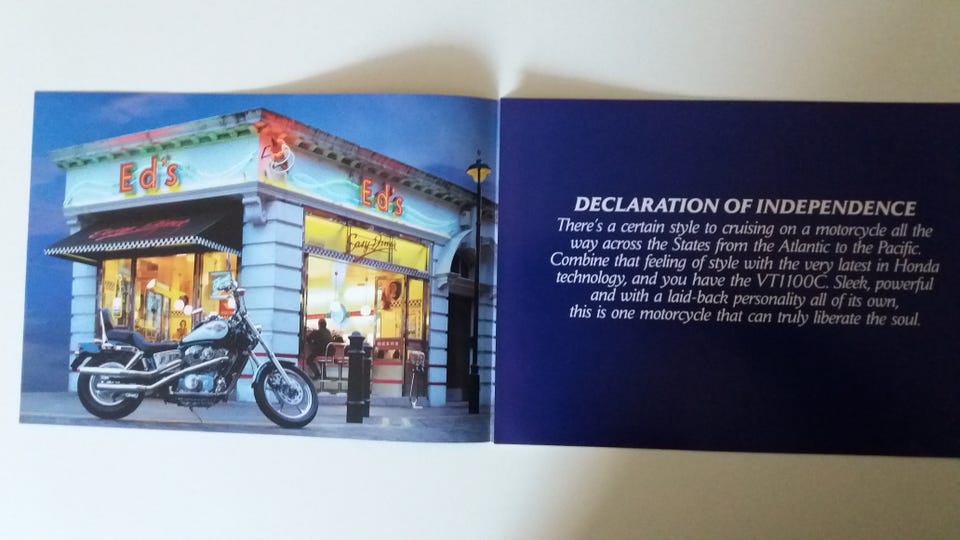 Ed's
Ed's
Easy Diner
DECLARATION OF INDEPENDENCE
There's a certain style to cruising on a motorcycle all the
way across the States from the Atlantic to the Pacific.
Combine that feeling of style with the very latest in Honda
technology, and you have the VT1100C. Sleek, powerful
and with a laid-back personality all of its own,
this is one motorcycle that can truly liberate the soul.